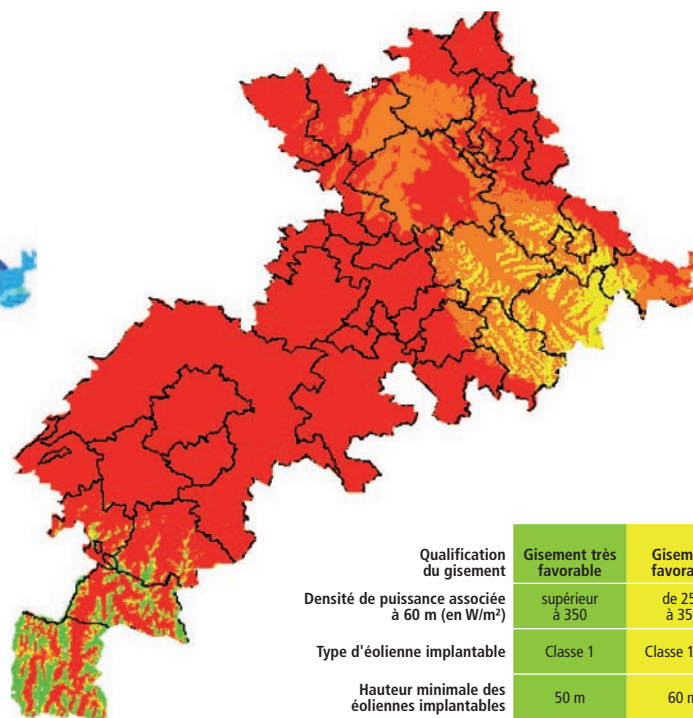 Qualification
du gisement
Gisement très
favorable
Densité de puissance associée
à 60 m (en W/m²)
supérieur
à 350
Type d'éolienne implantable
Classe 1
Classe 1
Hauteur minimale des
éoliennes implantables
50 m
60 m